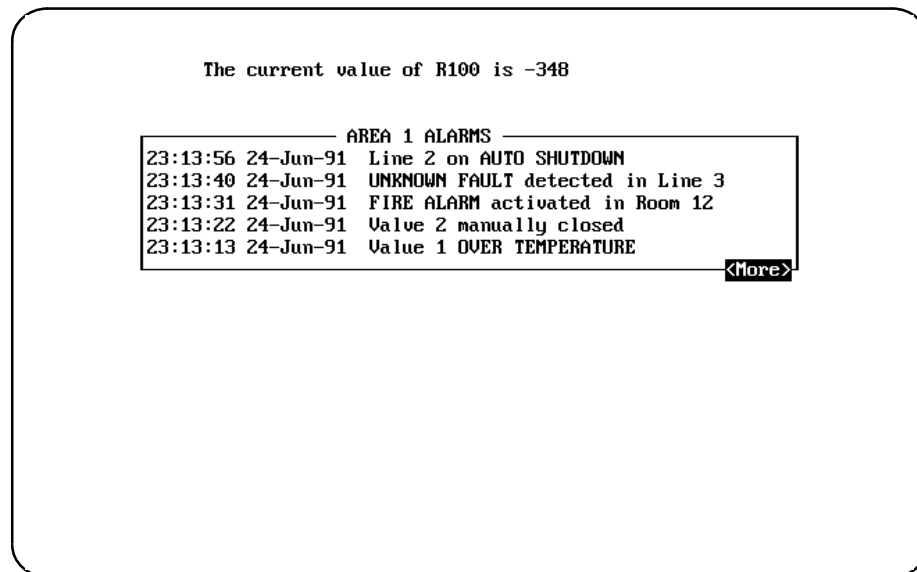 The current value of R100 is -348
AREA 1 ALARMS
23:13:56 24-Jun-91 Line 2 on AUTO SHUTDOWN
23:13:40 24-Jun-91 UNKNOWN FAULT detected in Line 3
23:13:31 24-Jun-91 FIRE ALARM activated in Room 12
23:13:22 24-Jun-91 Value 2 manually closed
23:13:13 24-Jun-91 Value 1 OVER TEMPERATURE
<More>